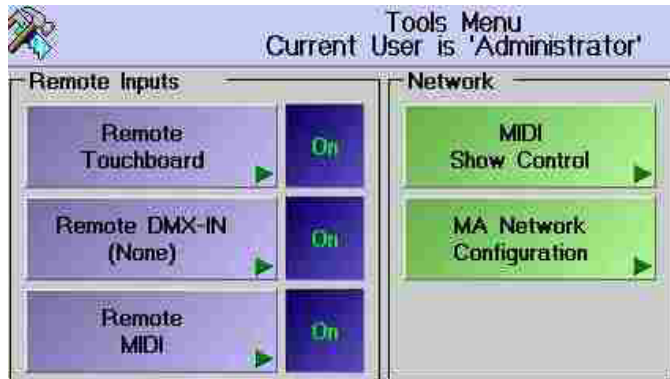 Tools Menu
Current User is 'Administrator'
Remote Inputs
Remote
Touchboard
On
Remote DMX-IN
(None)
On
Remote
MIDI
On
Network
MIDI
Show Control
MA Network
Configuration